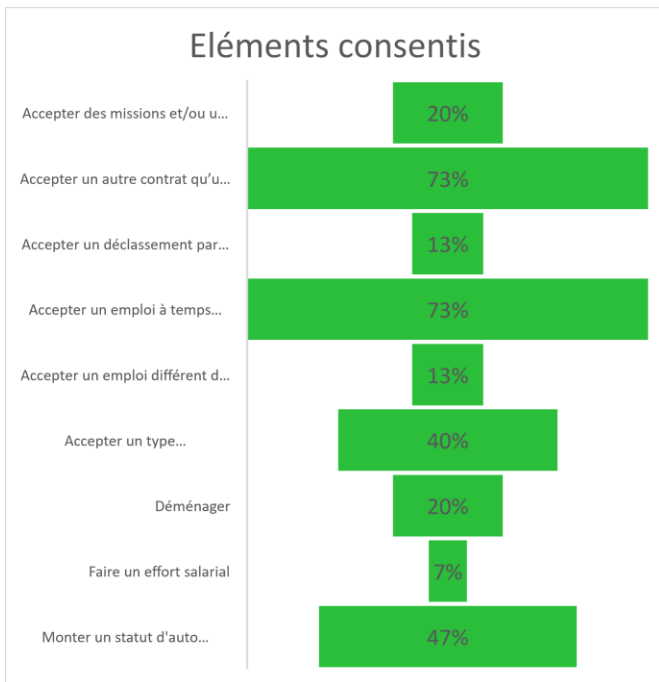 Eléments consentis
Accepter des missions et/ou u...
20%
Accepter un autre contrat qu’u...
73%
Accepter un déclassement par...
13%
Accepter un emploi à temps...
73%
Accepter un emploi différent d...
13%
Accepter un type...
40%
Déménager
20%
Faire un effort salarial
7%
Monter un statut d'auto...
47%